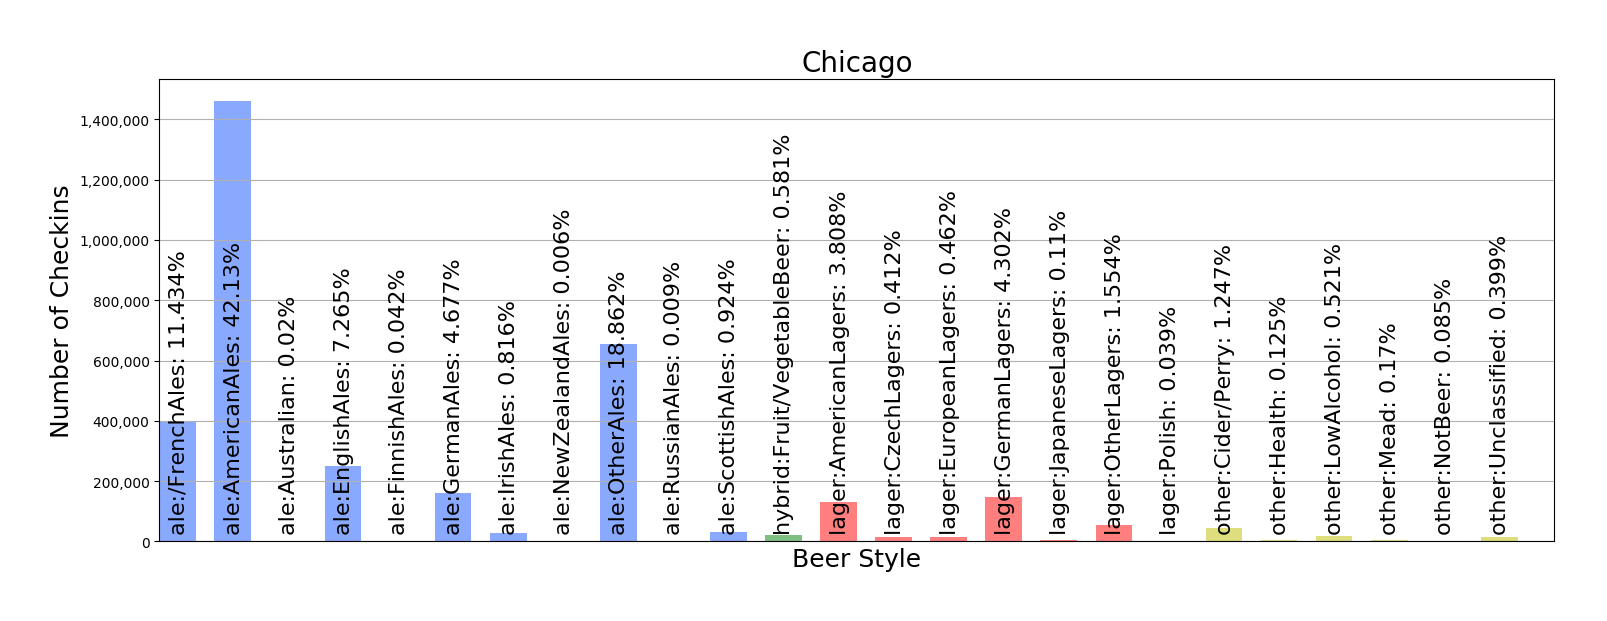 Chicago
Number of Checkins
1,400,000
1,200,000
1,000,000
800,000
600,000
400,000
200,000
0
ale:/FrenchAles: 11.434%
ale:AmericanAles: 42.13%
ale:Australian: 0.02%
ale:EnglishAles: 7.265%
ale:FinnishAles: 0.042%
ale:GermanAles: 4.677%
ale:IrishAles: 0.816%
ale:NewZealandAles: 0.006%
ale:OtherAles: 18.862%
ale:RussianAles: 0.009%
ale:ScottishAles: 0.924%
hybrid:Fruit/VegetableBeer: 0.581%
lager:AmericanLagers: 3.808%
lager:CzechLagers: 0.412%
lager:EuropeanLagers: 0.462%
lager:GermanLagers: 4.302%
lager:JapaneseLagers: 0.11%
lager:OtherLagers: 1.554%
lager:Polish: 0.039%
other:Cider/Perry: 1.247%
other:Health: 0.125%
other:LowAlcohol: 0.521%
other:Mead: 0.17%
other:NotBeer: 0.085%
other:Unclassified: 0.399%
Beer Style